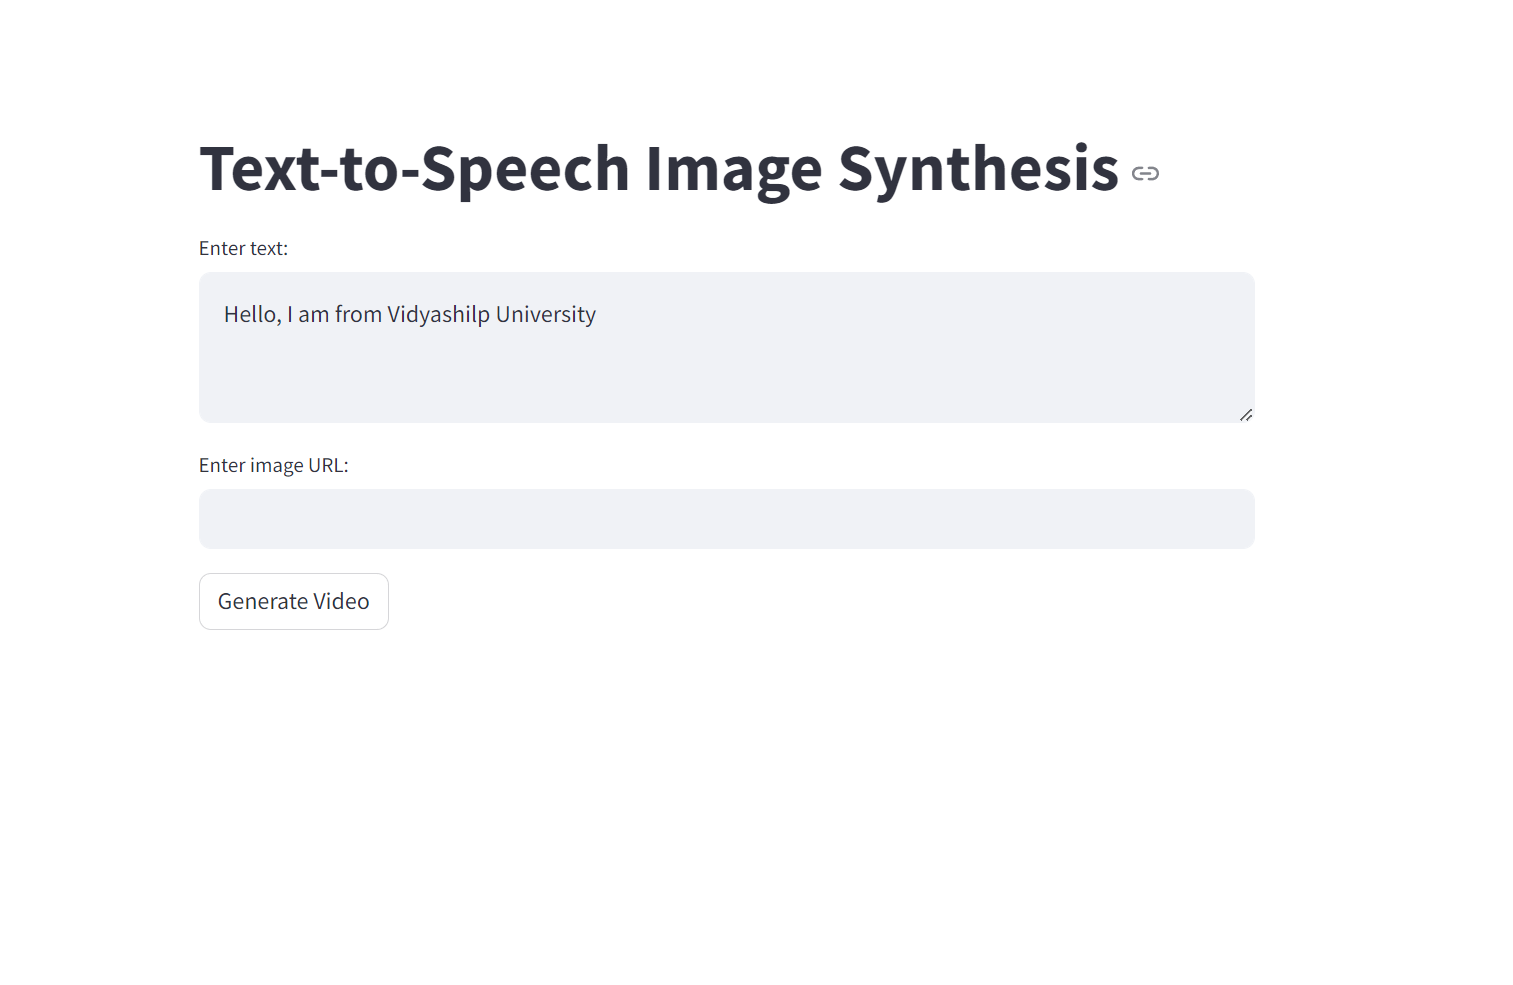 Text-to-Speech Image Synthesis
Enter text:
Hello, I am from Vidyashilp University
Enter image URL:
Generate Video